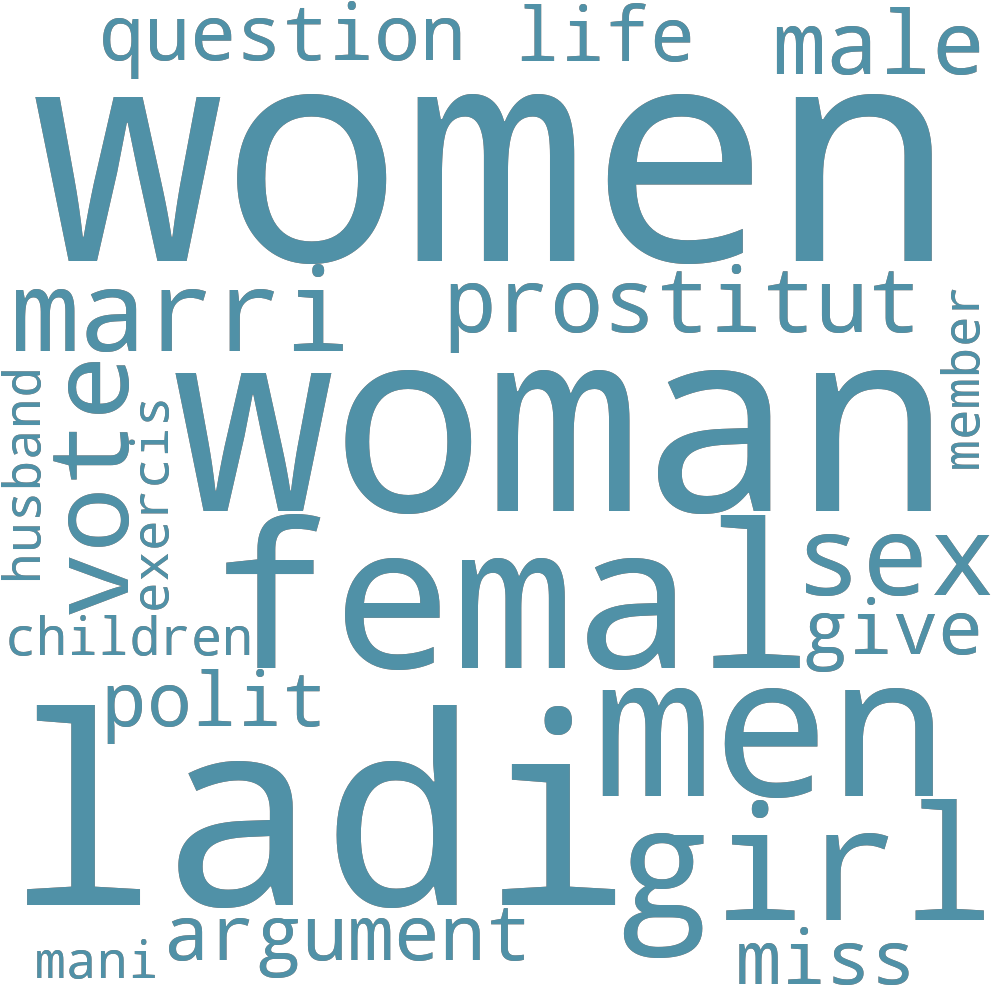 question life male
women
marri prostitut
member
husband
vote
exercis
woman
femal
sex
give
children
polit
men
ladi
girl
argument
mani
miss